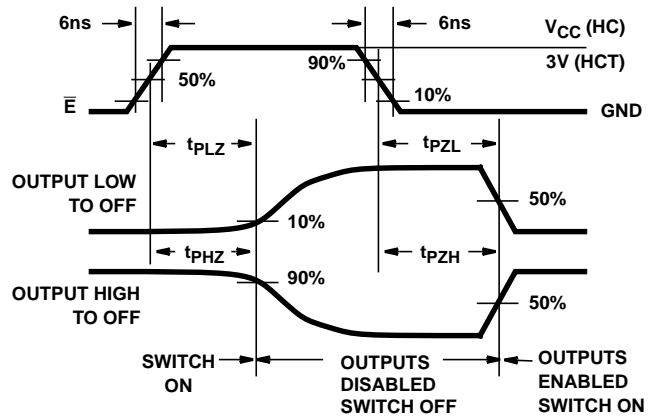 6ns
6ns
VCC (HC)
90%
3V (HCT)
50%
10%
E̅
GND
tPLZ
tPZL
OUTPUT LOW
TO OFF
50%
10%
tPHZ
90%
tPZH
OUTPUT HIGH
TO OFF
50%
SWITCH
ON
OUTPUTS
DISABLED
SWITCH OFF
OUTPUTS
ENABLED
SWITCH ON